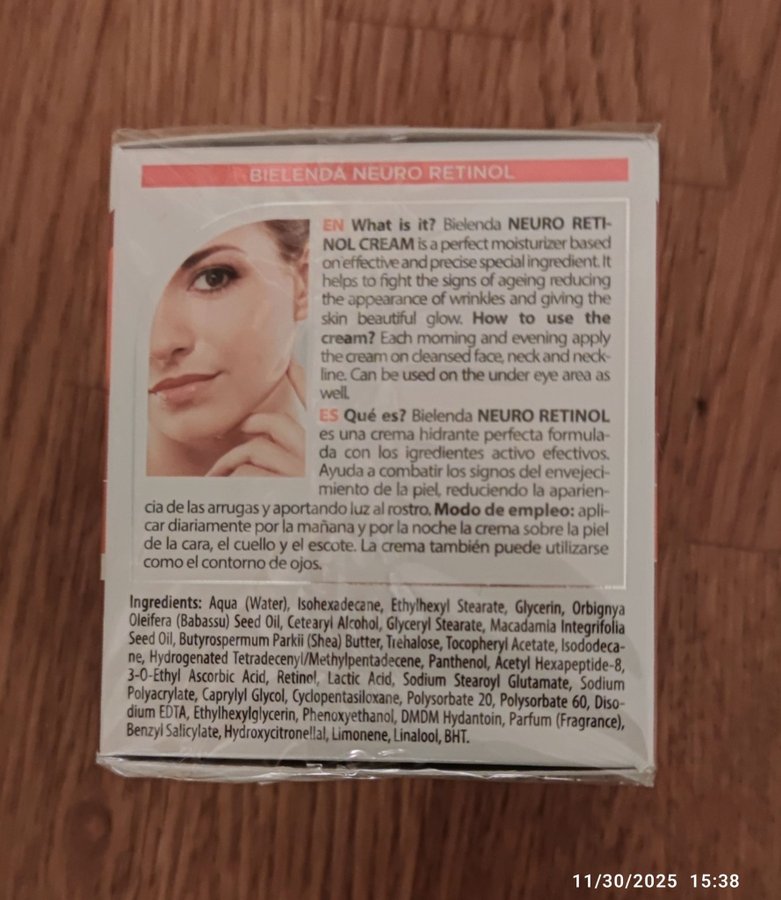 BIELENDA NEURO RETINOL
EN What is it? Bielenda NEURO RETI-
NOL CREAM is a perfect moisturizer based
on effective and precise special ingredient. It
helps to fight the signs of ageing reducing
the appearance of wrinkles and giving the
skin beautiful glow. How to use the
cream? Each morning and evening apply
the cream on cleansed face, neck and neck-
line. Can be used on the under eye area as
well.
ES Qué es? Bielenda NEURO RETINOL
es una crema hidrante perfecta formula-
da con los igredientes activo efectivos.
Ayuda a combatir los signos del envejeci-
miento de la piel, reduciendo la aparien-
cia de las arrugas y aportando luz al rostro. Modo de empleo: apli-
car diariamente por la mañana y por la noche la crema sobre la piel
de la cara, el cuello y el escote. La crema también puede utilizarse
como el contorno de ojos.
Ingredients: Aqua (Water), Isohexadecane, Ethylhexyl Stearate, Glycerin, Orbignya
Oleifera (Babassu) Seed Oil, Cetearyl Alcohol, Glyceryl Stearate, Macadamia Integrifolia
Seed Oil, Butyrospermum Parkii (Shea) Butter, Trehalose, Tocopheryl Acetate, Isododeca-
ne, Hydrogenated Tetradecenyl/Methylpentadecene, Panthenol, Acetyl Hexapeptide-8,
3-O-Ethyl Ascorbic Acid, Retinol, Lactic Acid, Sodium Stearoyl Glutamate, Sodium
Polyacrylate, Caprylyl Glycol, Cyclopentasiloxane, Polysorbate 20, Polysorbate 60, Diso-
dium EDTA, Ethylhexylglycerin, Phenoxyethanol, DMDM Hydantoin, Parfum (Fragrance),
Benzyl Salicylate, Hydroxycitronellal, Limonene, Linalool, BHT.
11/30/2025 15:38